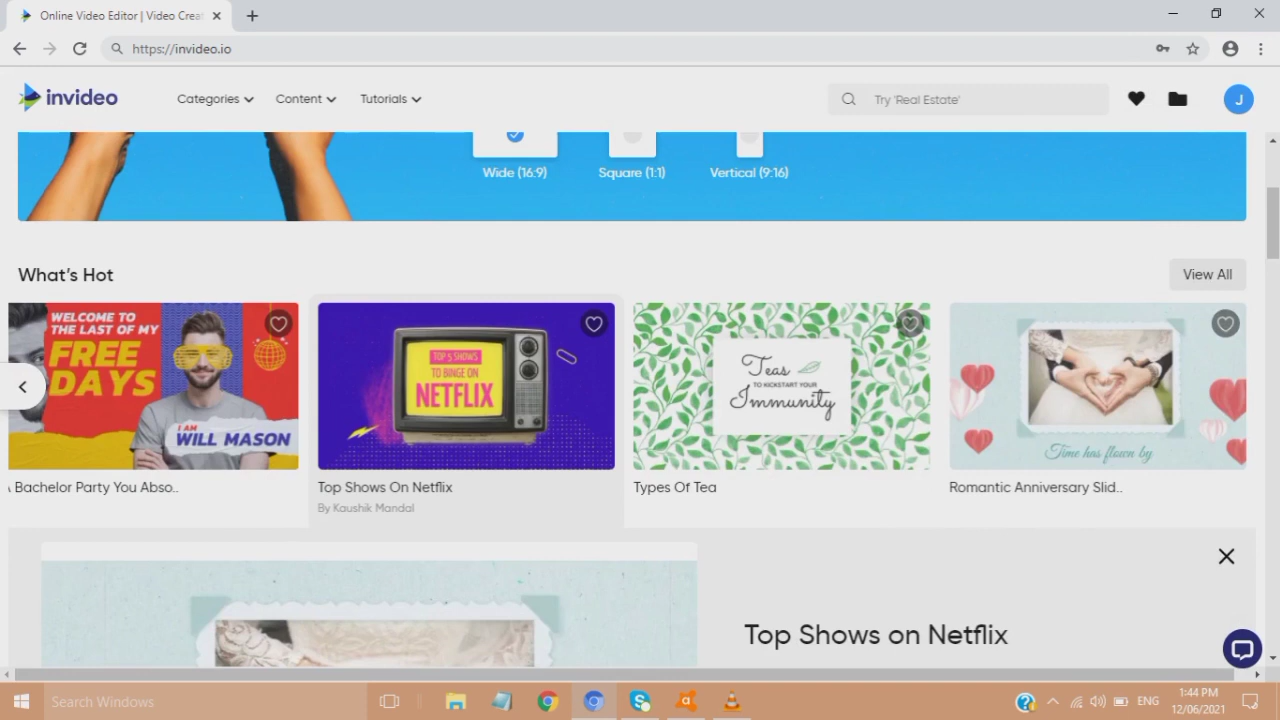 Online Video Editor | Video Crea
https://invideo.io
invideo
Categories
Content
Tutorials
Try 'Real Estate'
J
Wide (16:9)
Square (1:1)
Vertical (9:16)
What's Hot
View All
WELCOME TO
THE LAST OF MY
FREE
DAYS
I AM
WILL MASON
TOP 5 SHOWS
TO BINGE ON
NETFLIX
Teas
TO KICKSTART YOUR
Immunity
Time has flown by
Bachelor Party You Abso..
Top Shows On Netflix
By Kaushik Mandal
Types Of Tea
Romantic Anniversary Slid..
Top Shows on Netflix
Search Windows
ENG
1:44 PM
12/06/2021